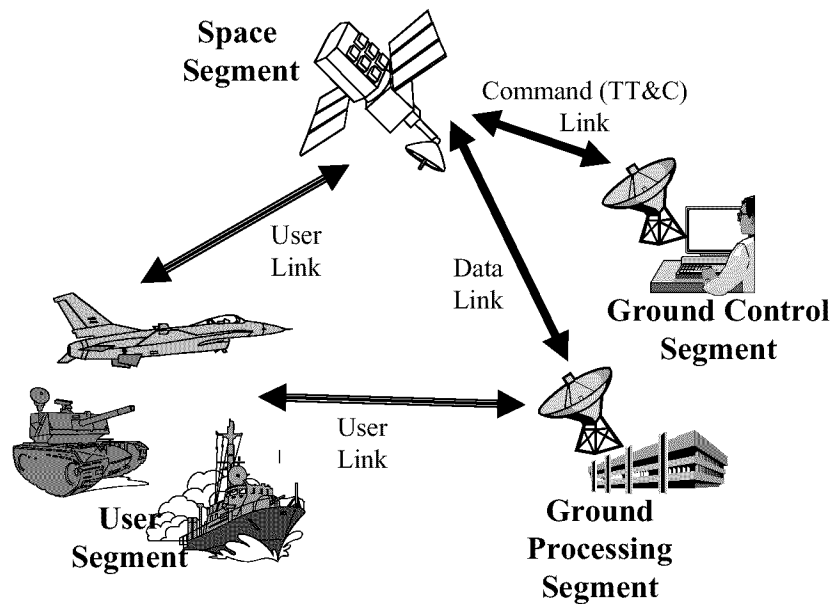 Space
Segment
Command (TT&C)
Link
User
Link
Data
Link
Ground Control
Segment
User
Link
User
Segment
Ground
Processing
Segment